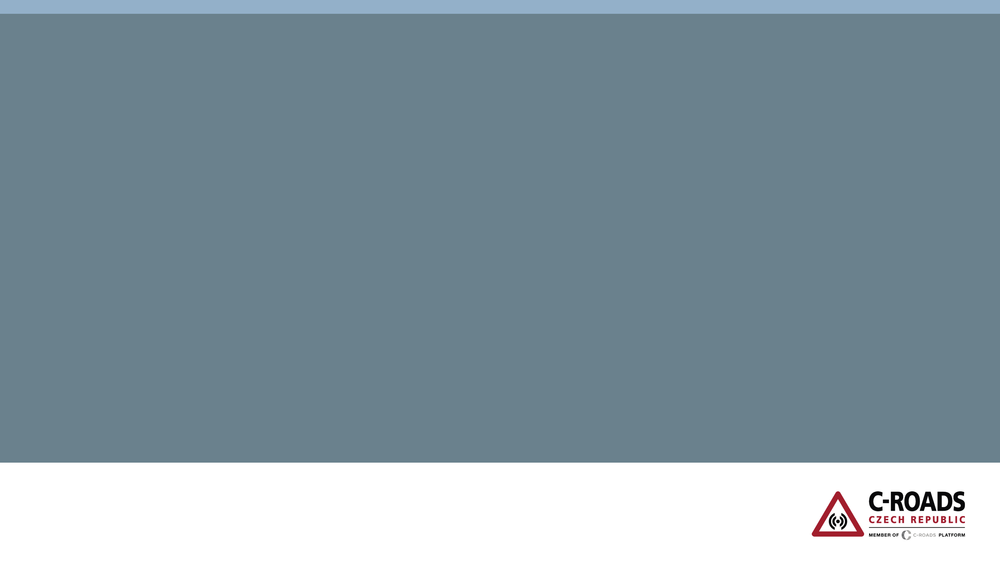 C-ROADS
CZECH REPUBLIC
MEMBER OF C-ROADS PLATFORM